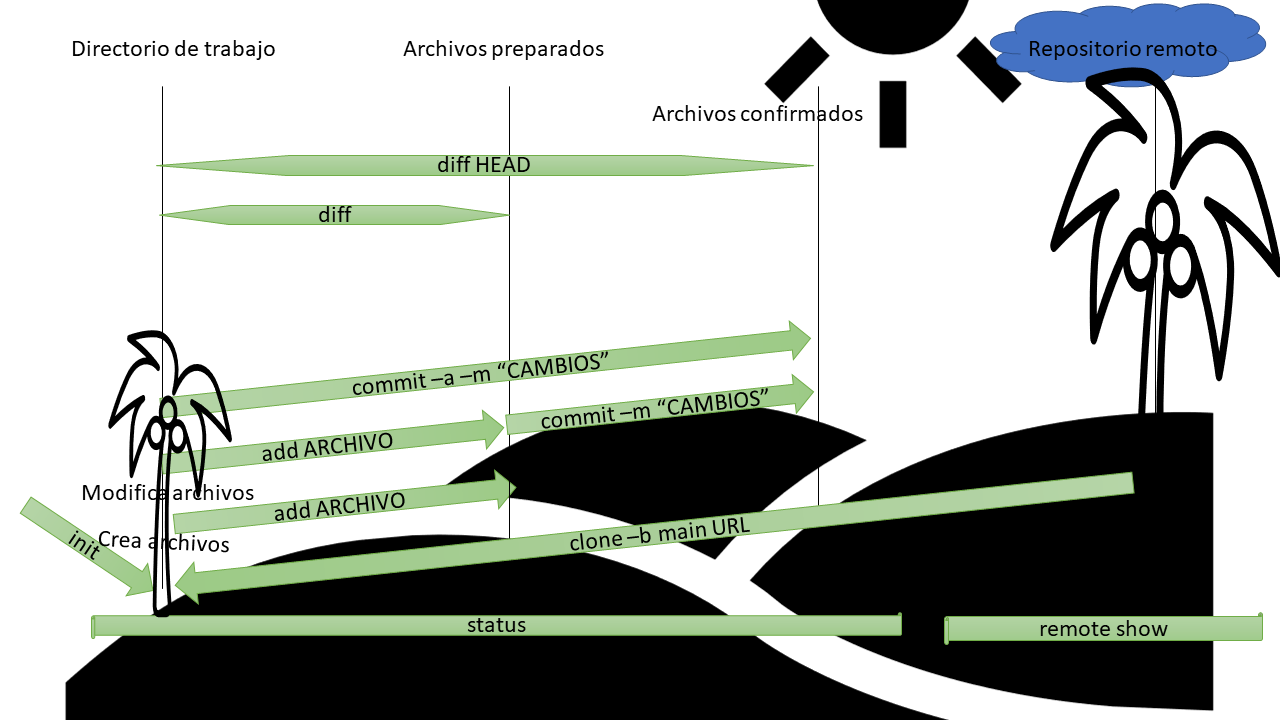 Directorio de trabajo
Archivos preparados
Repositorio remoto
Archivos confirmados
diff HEAD
diff
commit –a –m “CAMBIOS”
commit –m “CAMBIOS”
add ARCHIVO
Modifica archivos
add ARCHIVO
clone –b main URL
init
Crea archivos
status
remote show